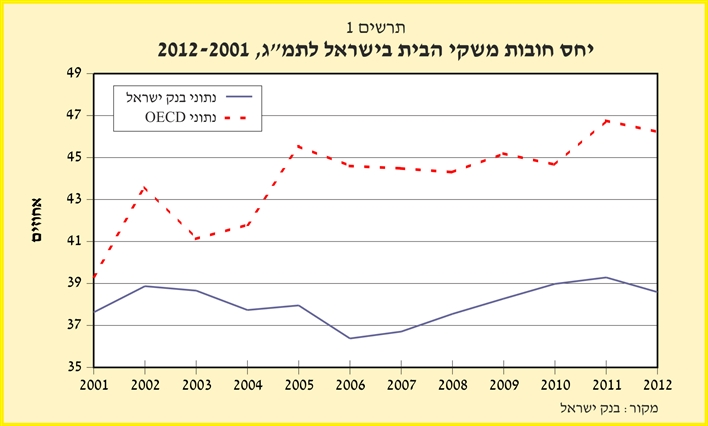 תרשים 1
יחס חובות משקי הבית בישראל לתמ"ג, 2012-2001
אחוזים
49
47
45
43
41
39
37
35
נתוני בנק ישראל
נתוני OECD
2001 2002 2003 2004 2005 2006 2007 2008 2009 2010 2011 2012
מקור: בנק ישראל